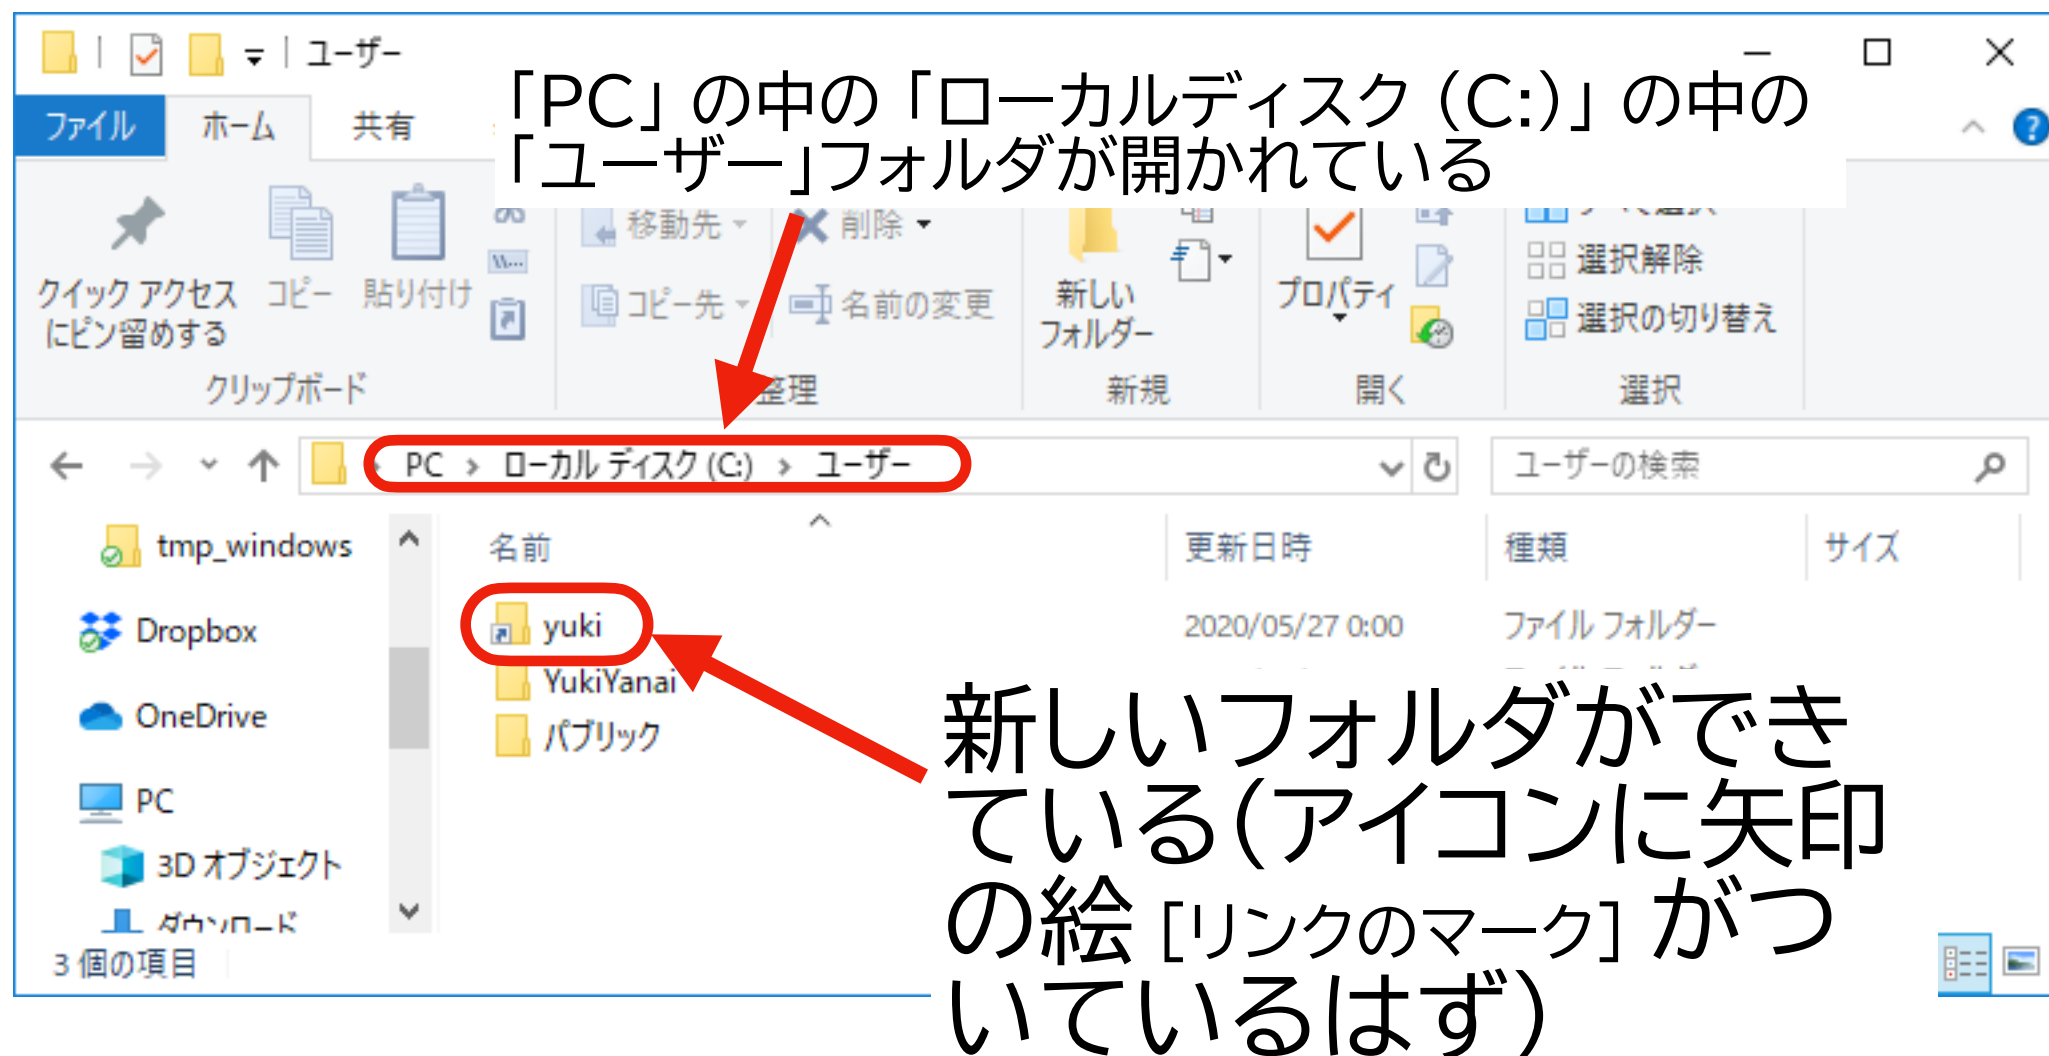 ユーザー
ファイル ホーム 共有
「PC」の中の「ローカルディスク（C:）」の中の
「ユーザー」フォルダが開かれている
クイック アクセス
にピン留めする
コピー
貼り付け
移動先
コピー先
削除
名前の変更
新しい
フォルダー
プロパティ
選択解除
選択の切り替え
クリップボード 整理 新規 開く 選択
PC › ローカル ディスク (C:) › ユーザー
ユーザーの検索
tmp_windows
Dropbox
OneDrive
PC
3D オブジェクト
ダウンロード
名前 更新日時 種類 サイズ
yuki 2020/05/27 0:00 ファイル フォルダー
YukiYanai
パブリック
新しいフォルダができ
ている（アイコンに矢印
の絵［リンクのマーク］がつ
いているはず）
3 個の項目